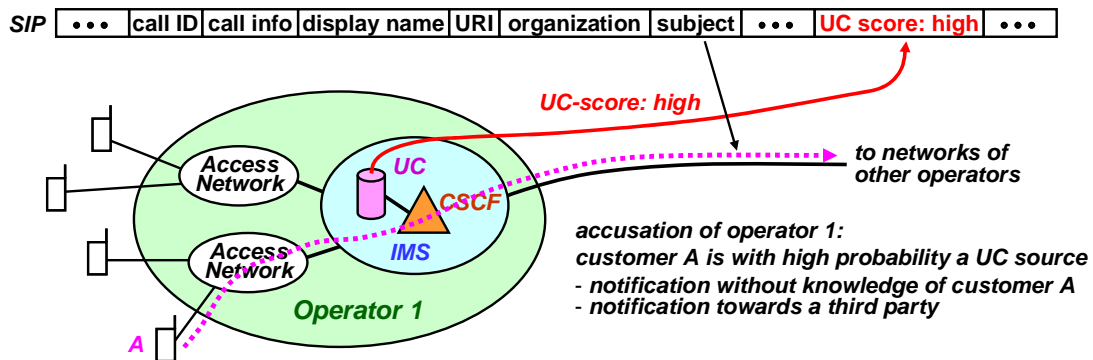 SIP ••• call ID call info display name URI organization subject ••• UC score: high •••
UC-score: high
Access
Network
UC
CSCF
IMS
to networks of
other operators
Access
Network
Operator 1
A
accusation of operator 1:
customer A is with high probability a UC source
- notification without knowledge of customer A
- notification towards a third party